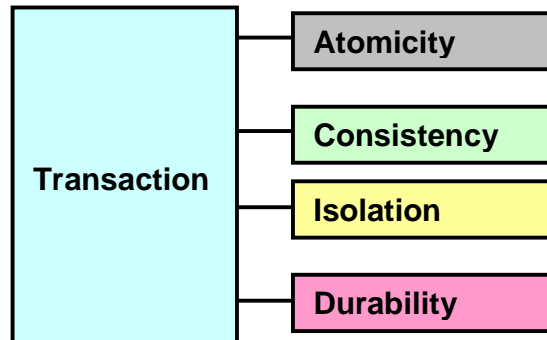 Transaction
Atomicity
Consistency
Isolation
Durability